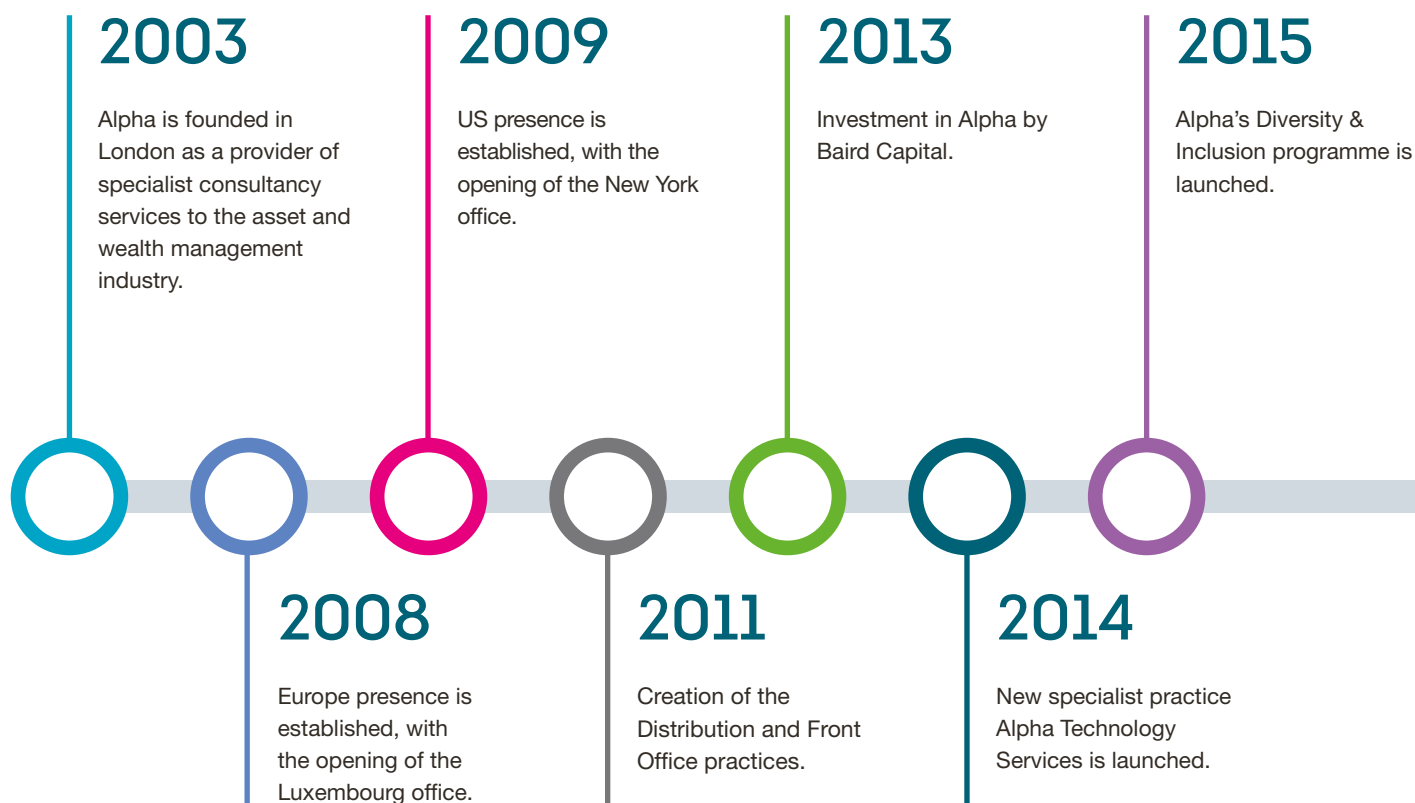 2003
Alpha is founded in
London as a provider of
specialist consultancy
services to the asset and
wealth management
industry.
2009
US presence is
established, with the
opening of the New York
office.
2013
Investment in Alpha by
Baird Capital.
2015
Alpha’s Diversity &
Inclusion programme is
launched.
2008
Europe presence is
established, with
the opening of the
Luxembourg office.
2011
Creation of the
Distribution and Front
Office practices.
2014
New specialist practice
Alpha Technology
Services is launched.